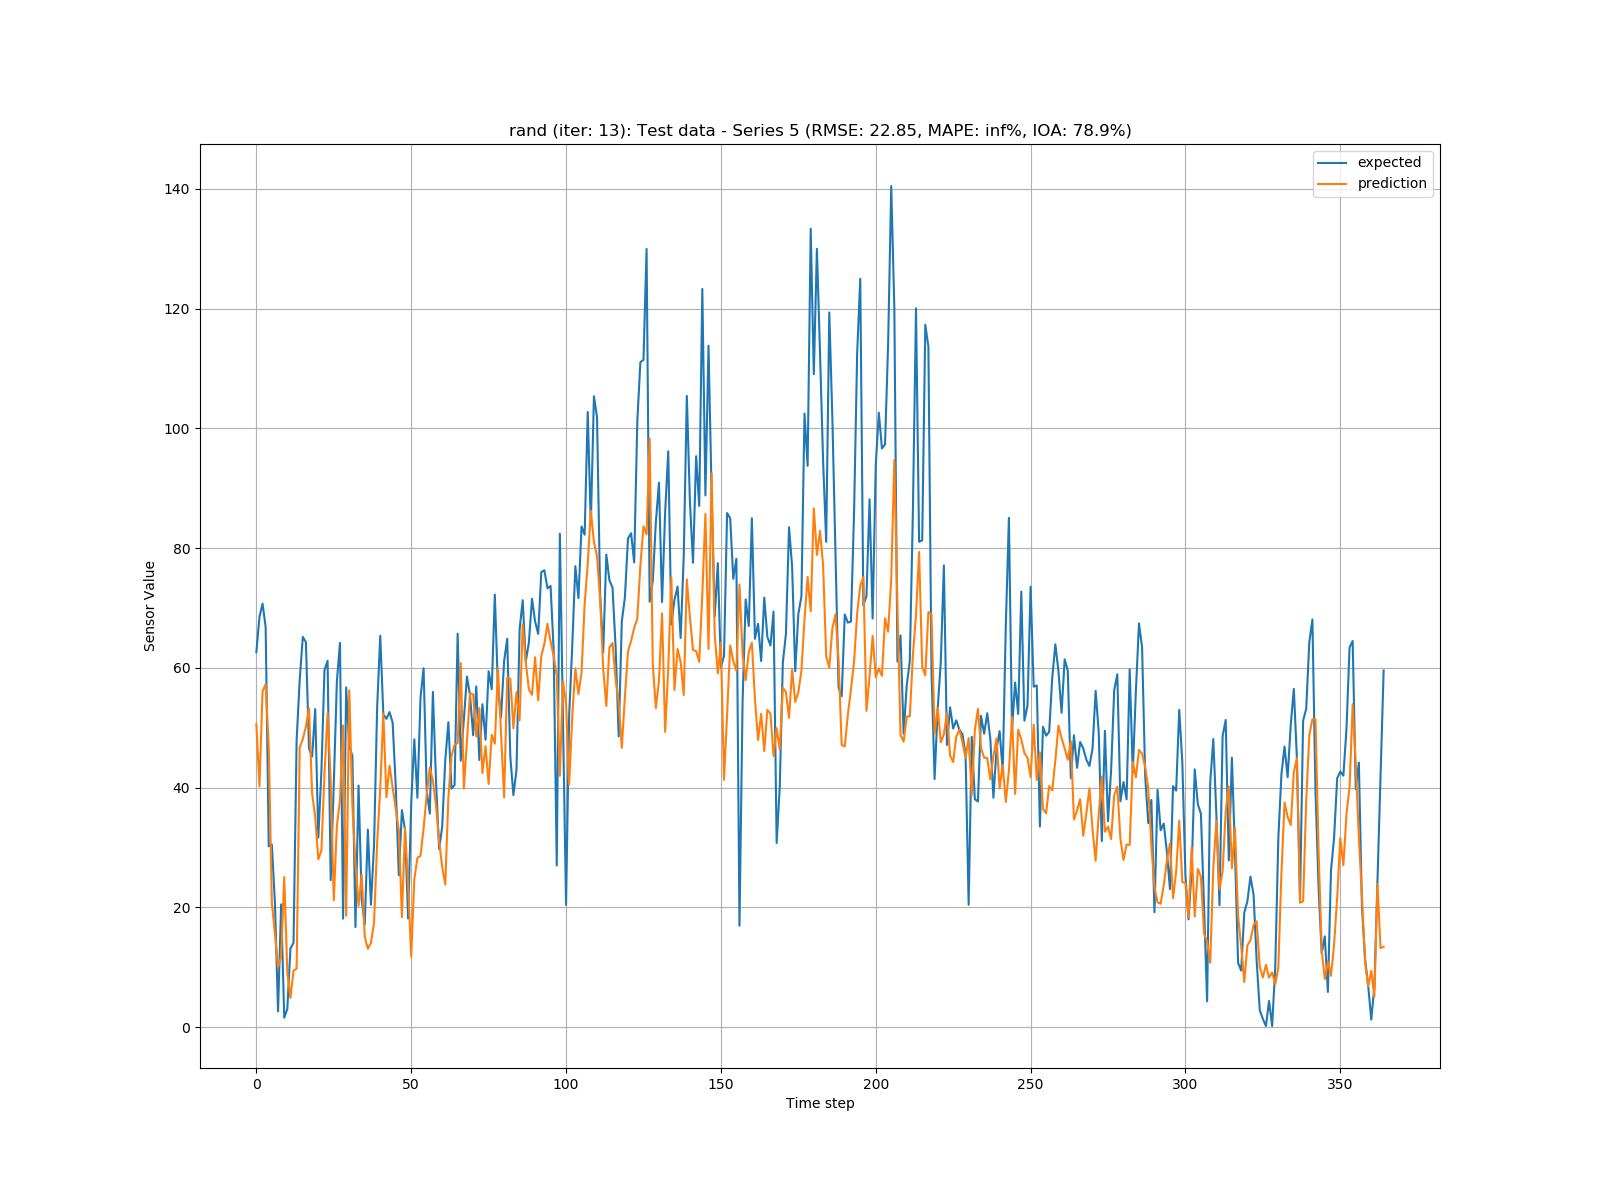 rand (iter: 13): Test data - Series 5 (RMSE: 22.85, MAPE: inf%, IOA: 78.9%)
expected
prediction
140
120
100
80
60
40
20
0
Sensor Value
0 50 100 150 200 250 300 350
Time step